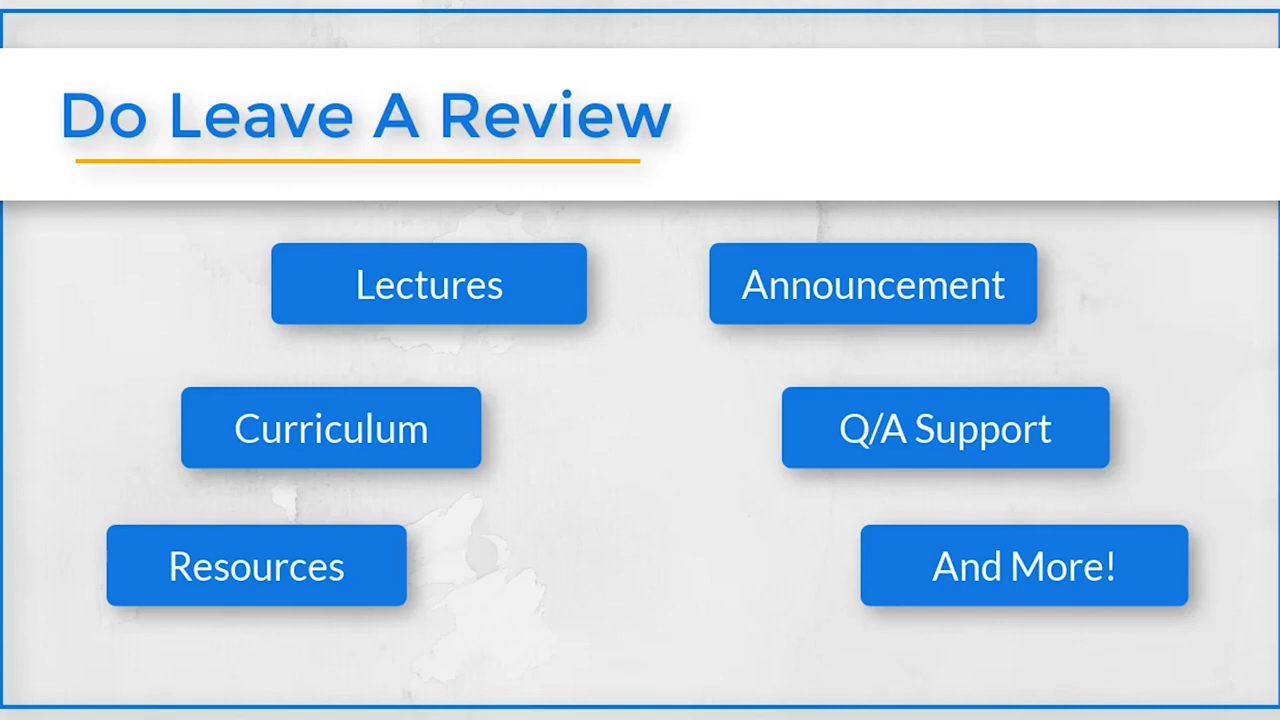 Do Leave A Review
Lectures
Announcement
Curriculum
Q/A Support
Resources
And More!